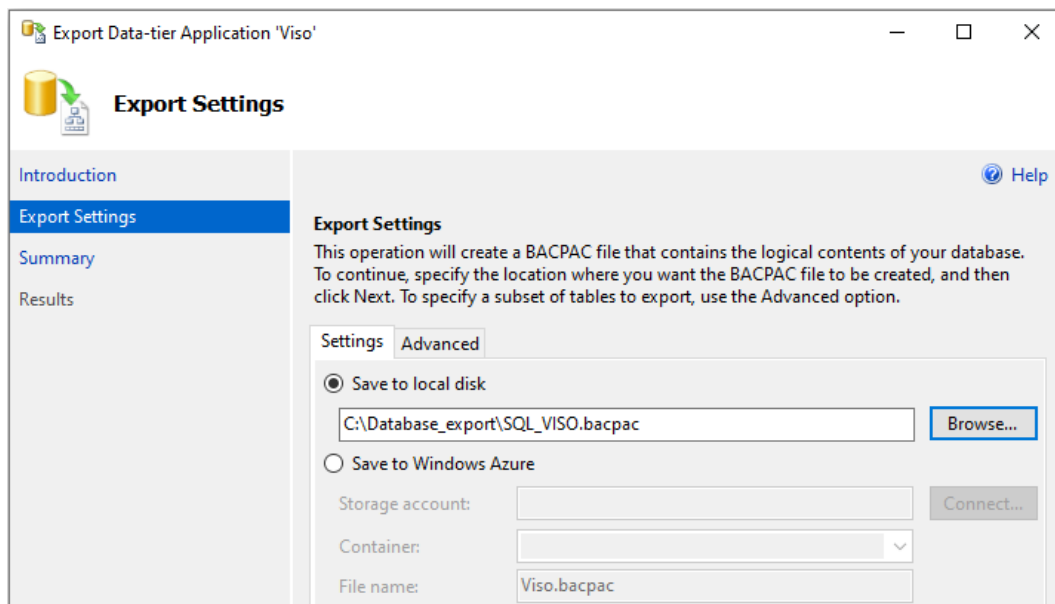 Export Data-tier Application 'Viso'
Export Settings
Introduction
Help
Export Settings
Summary
Results
Export Settings
This operation will create a BACPAC file that contains the logical contents of your database.
To continue, specify the location where you want the BACPAC file to be created, and then
click Next. To specify a subset of tables to export, use the Advanced option.
Settings
Advanced
Save to local disk
C:\Database_export\SQL_VISO.bacpac
Browse...
Save to Windows Azure
Storage account:
Connect...
Container:
File name:
Viso.bacpac